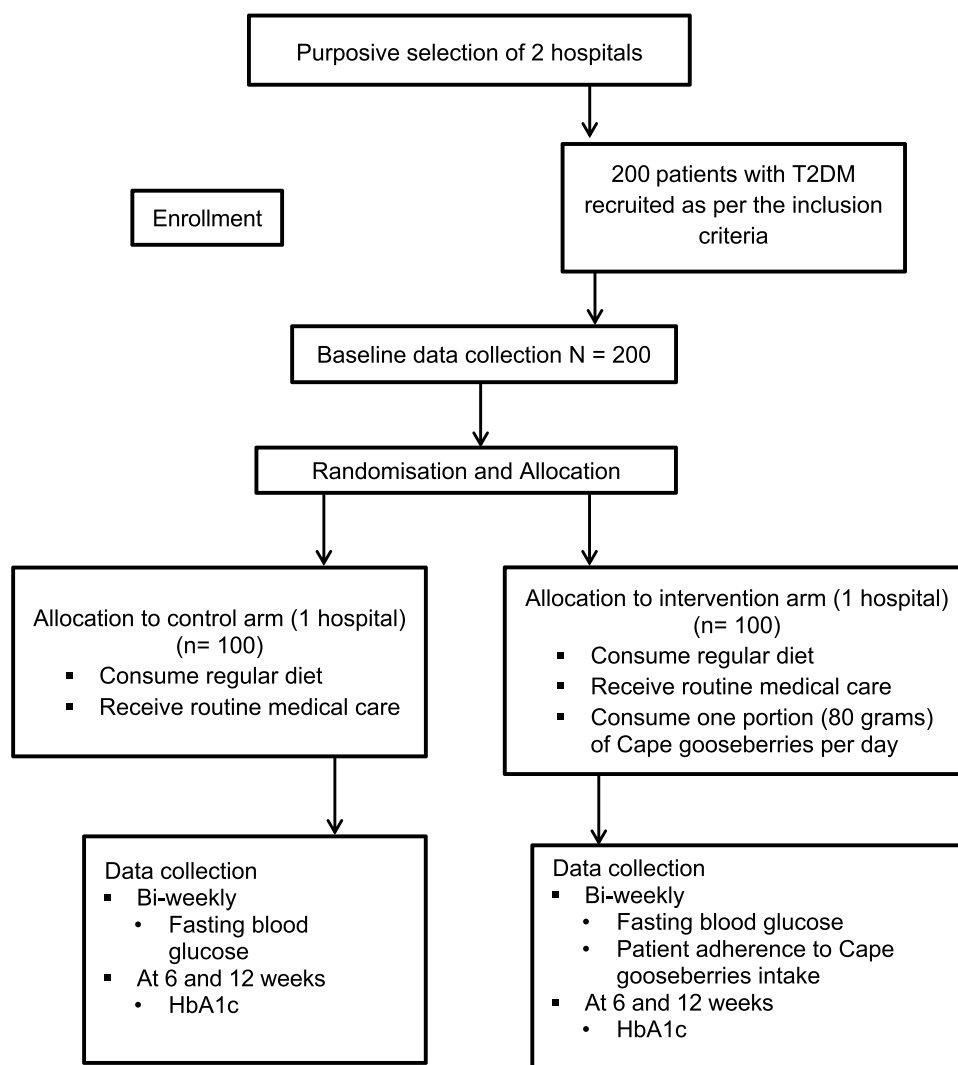 Purposive selection of 2 hospitals
200 patients with T2DM
recruited as per the inclusion
criteria
Enrollment
Baseline data collection N = 200
Randomisation and Allocation
Allocation to control arm (1 hospital)
(n= 100)
▪ Consume regular diet
▪ Receive routine medical care
Allocation to intervention arm (1 hospital)
(n= 100)
▪ Consume regular diet
▪ Receive routine medical care
▪ Consume one portion (80 grams)
of Cape gooseberries per day
Data collection
▪ Bi-weekly
• Fasting blood
glucose
▪ At 6 and 12 weeks
• HbA1c
Data collection
▪ Bi-weekly
• Fasting blood glucose
• Patient adherence to Cape
gooseberries intake
▪ At 6 and 12 weeks
• HbA1c